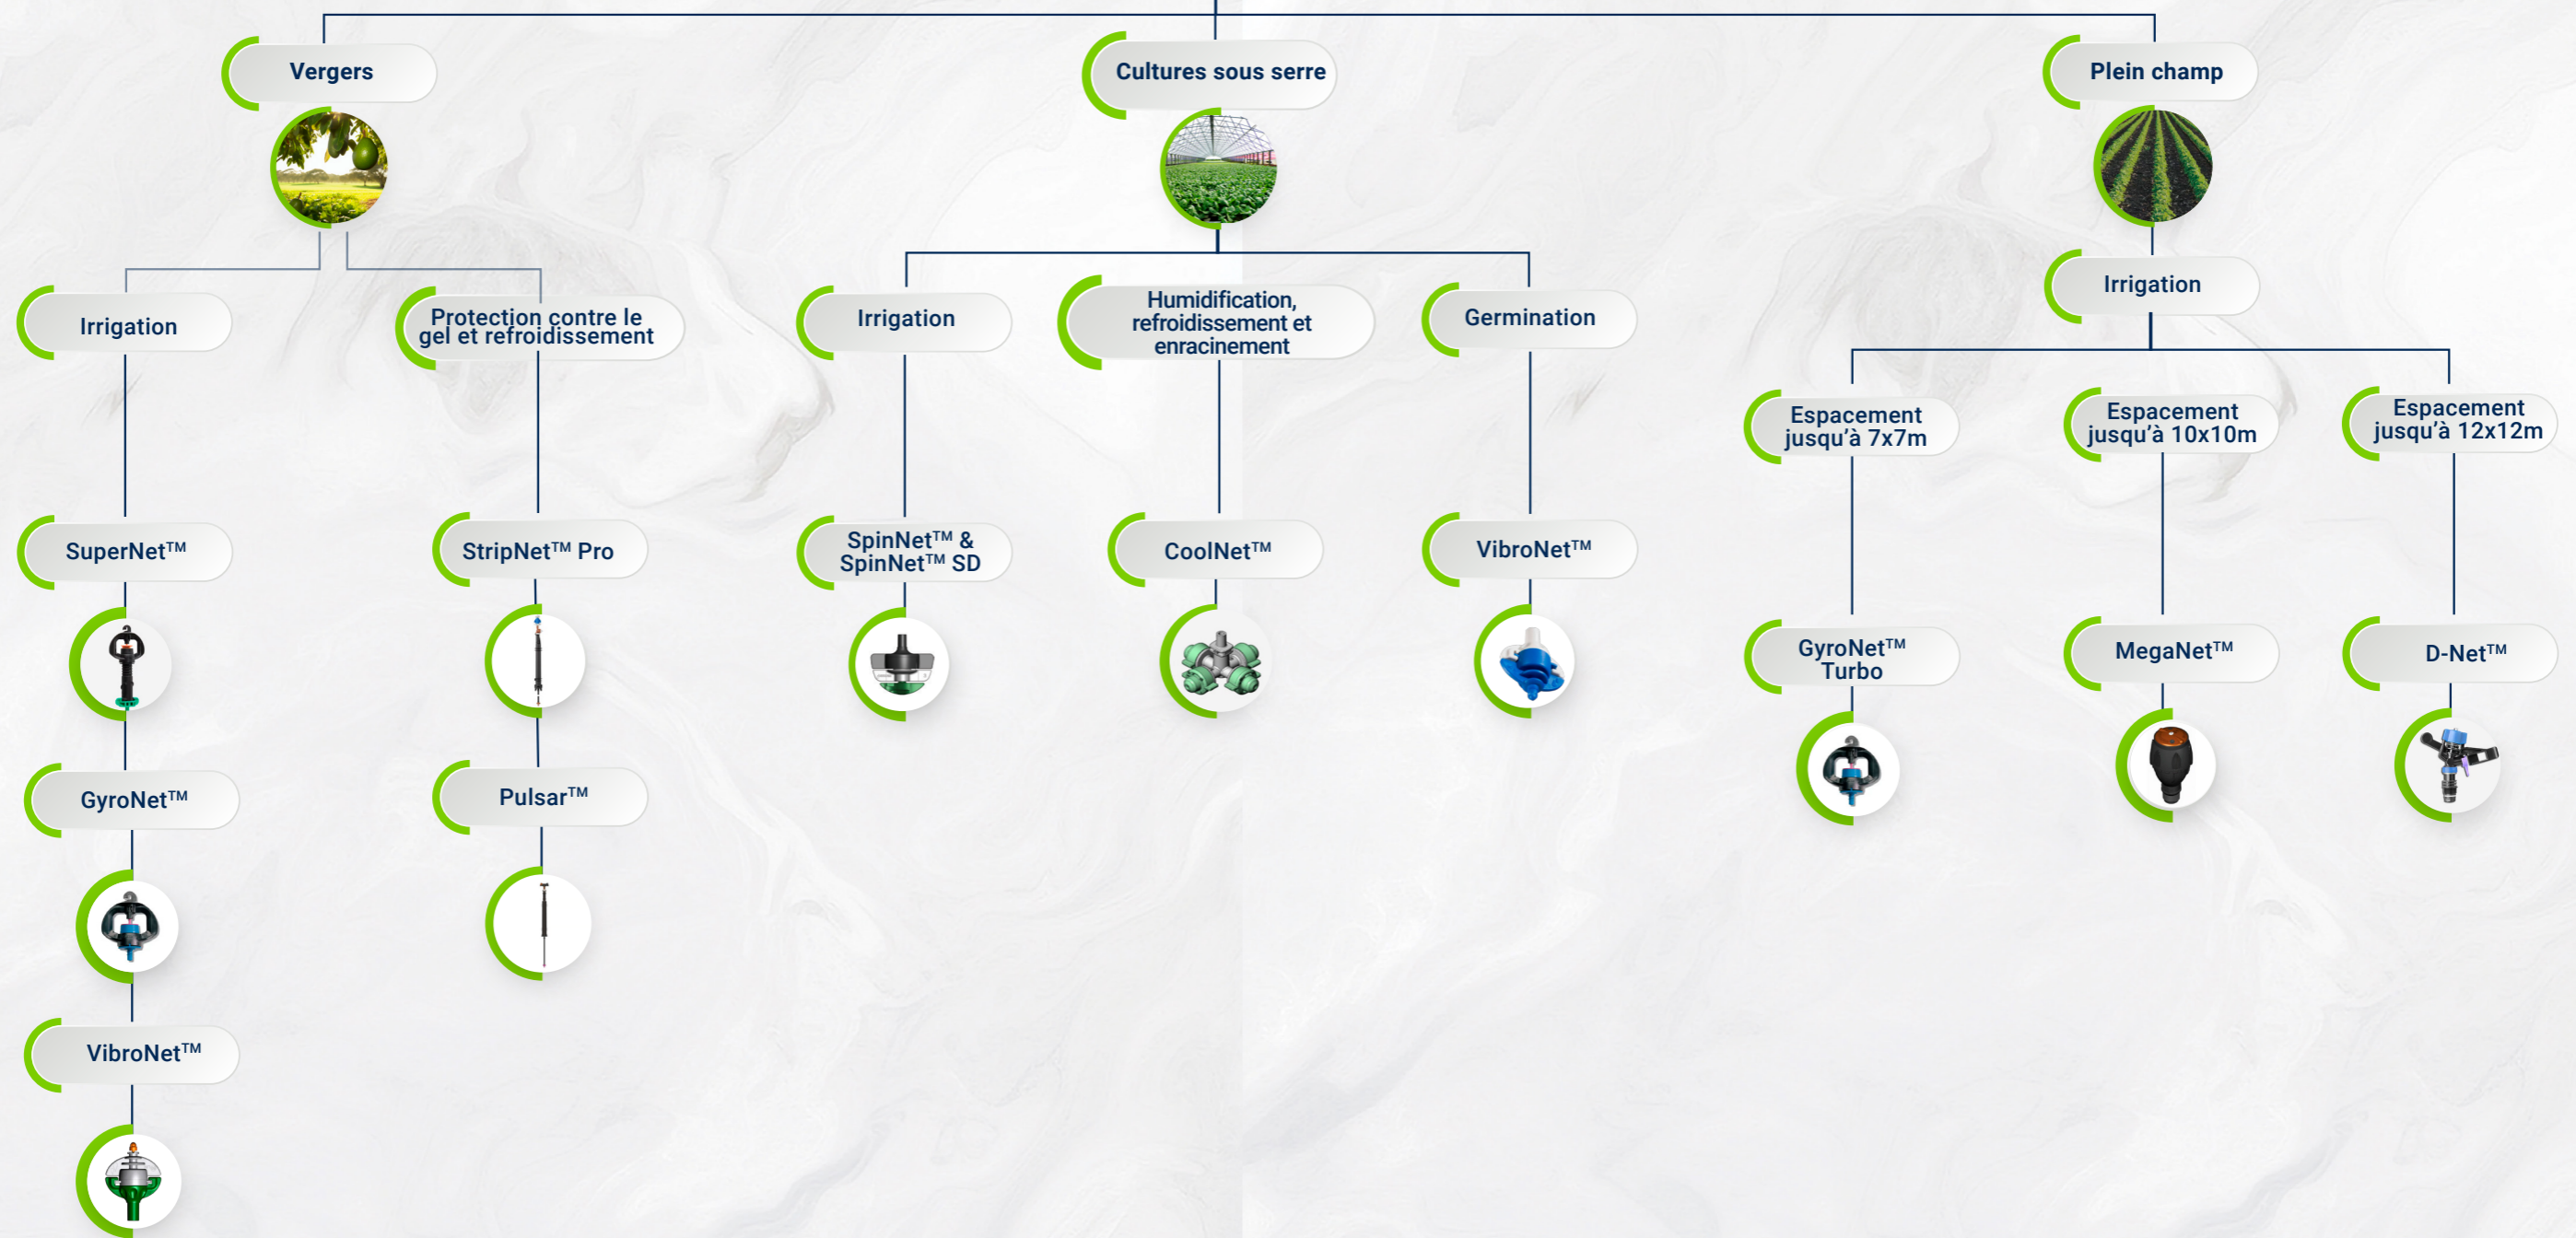 Vergers
Cultures sous serre
Plein champ
Irrigation
Protection contre le
gel et refroidissement
Irrigation
Humidification,
refroidissement et
enracinement
Germination
Irrigation
Espacement
jusqu’à 7x7m
Espacement
jusqu’à 10x10m
Espacement
jusqu’à 12x12m
SuperNet™
StripNet™ Pro
SpinNet™ &
SpinNet™ SD
CoolNet™
VibroNet™
GyroNet™
Turbo
MegaNet™
D-Net™
GyroNet™
Pulsar™
VibroNet™